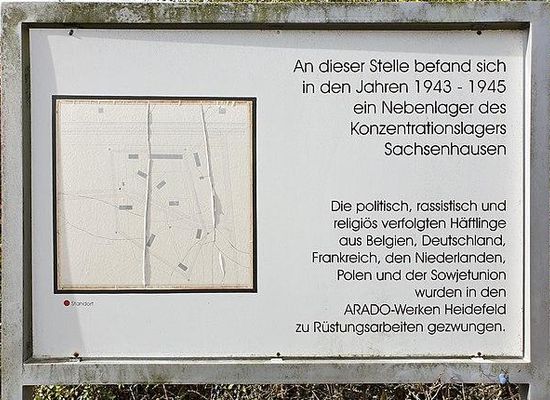 An dieser Stelle befand sich
in den Jahren 1943 - 1945
ein Nebenlager des
Konzentrationslagers
Sachsenhausen
Die politisch, rassistisch und
religiös verfolgten Häftlinge
aus Belgien, Deutschland,
Frankreich, den Niederlanden,
Polen und der Sowjetunion
wurden in den
ARADO-Werken Heidefeld
zu Rüstungsarbeiten gezwungen.
Standort